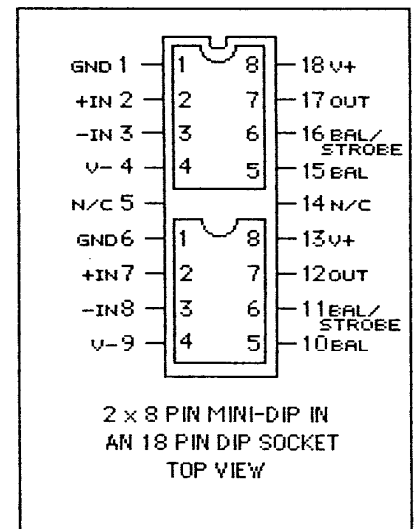 GND 1 1 8 18 V+
+IN 2 2 7 17 OUT
-IN 3 3 6 16 BAL/
STROBE
V- 4 4 5 15 BAL
N/C 5 14 N/C
GND 6 1 8 13 V+
+IN 7 2 7 12 OUT
-IN 8 3 6 11 BAL/
STROBE
V- 9 4 5 10 BAL
2 x 8 PIN MINI-DIP IN
AN 18 PIN DIP SOCKET
TOP VIEW